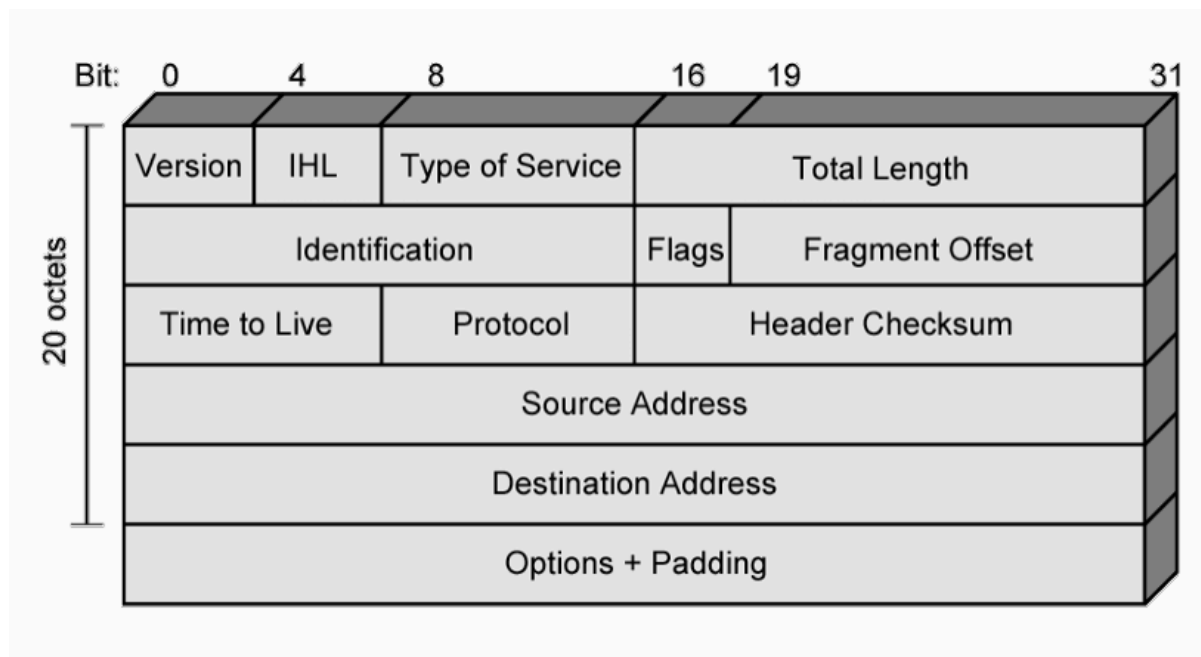 Bit: 0 4 8 16 19 31
Version IHL Type of Service Total Length
Identification Flags Fragment Offset
Time to Live Protocol Header Checksum
Source Address
Destination Address
Options + Padding
20 octets